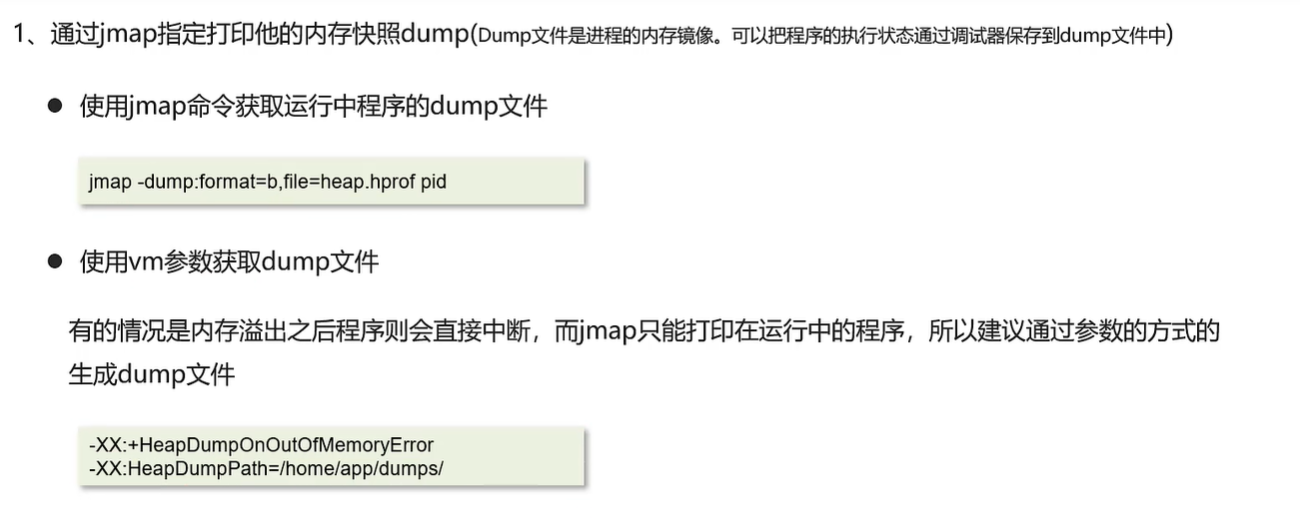 1、通过jmap指定打印他的内存快照dump(Dump文件是进程的内存镜像。可以把程序的执行状态通过调试器保存到dump文件中)
● 使用jmap命令获取运行中程序的dump文件
jmap -dump:format=b,file=heap.hprof pid
● 使用vm参数获取dump文件
有的情况是内存溢出之后程序则会直接中断，而jmap只能打印在运行中的程序，所以建议通过参数的方式的
生成dump文件
-XX:+HeapDumpOnOutOfMemoryError
-XX:HeapDumpPath=/home/app/dumps/